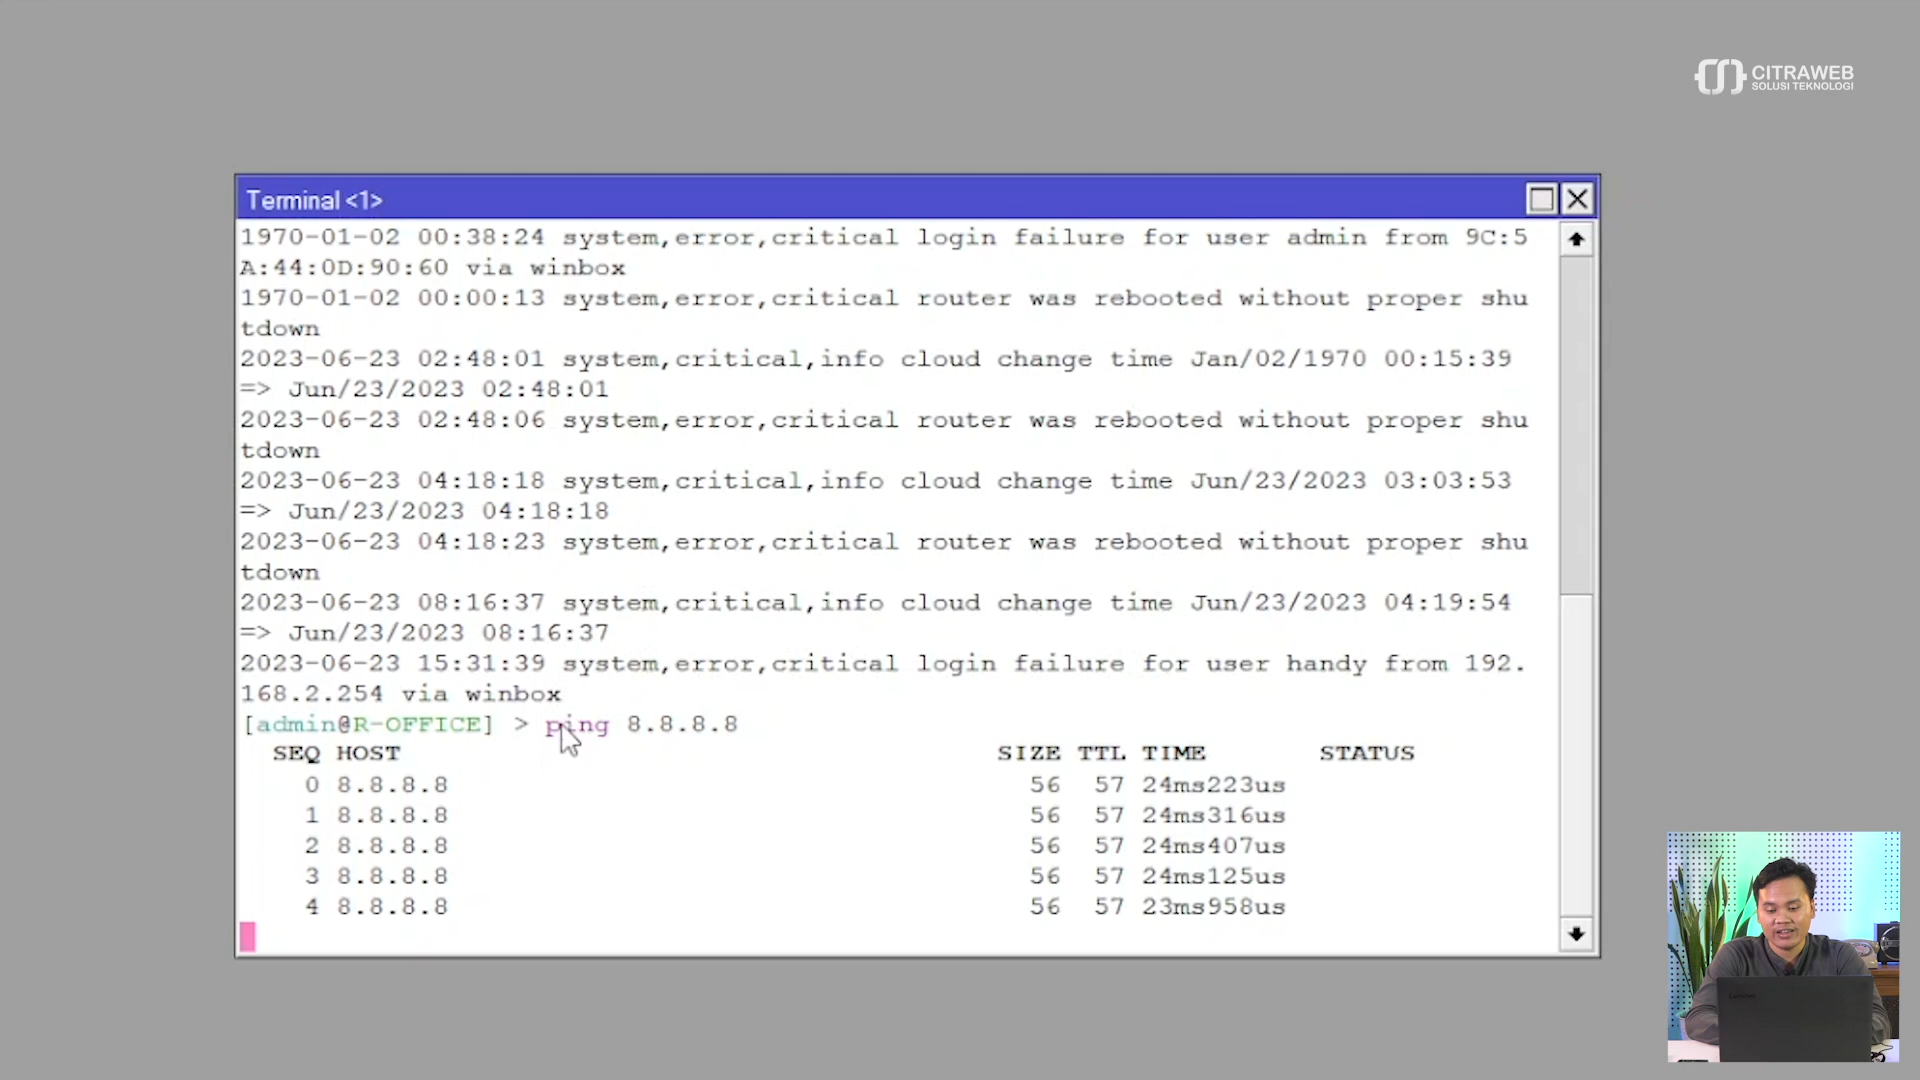 CITRAWEB
SOLUSI TEKNOLOGI
Terminal <1>
1970-01-02 00:38:24 system,error,critical login failure for user admin from 9C:5
A:44:0D:90:60 via winbox
1970-01-02 00:00:13 system,error,critical router was rebooted without proper shu
tdown
2023-06-23 02:48:01 system,critical,info cloud change time Jan/02/1970 00:15:39
=> Jun/23/2023 02:48:01
2023-06-23 02:48:06 system,error,critical router was rebooted without proper shu
tdown
2023-06-23 04:18:18 system,critical,info cloud change time Jun/23/2023 03:03:53
=> Jun/23/2023 04:18:18
2023-06-23 04:18:23 system,error,critical router was rebooted without proper shu
tdown
2023-06-23 08:16:37 system,critical,info cloud change time Jun/23/2023 04:19:54
=> Jun/23/2023 08:16:37
2023-06-23 15:31:39 system,error,critical login failure for user handy from 192.
168.2.254 via winbox
[admin@R-OFFICE] > ping 8.8.8.8
SEQ HOST SIZE TTL TIME STATUS
0 8.8.8.8 56 57 24ms223us
1 8.8.8.8 56 57 24ms316us
2 8.8.8.8 56 57 24ms407us
3 8.8.8.8 56 57 24ms125us
4 8.8.8.8 56 57 23ms958us
Lenovo